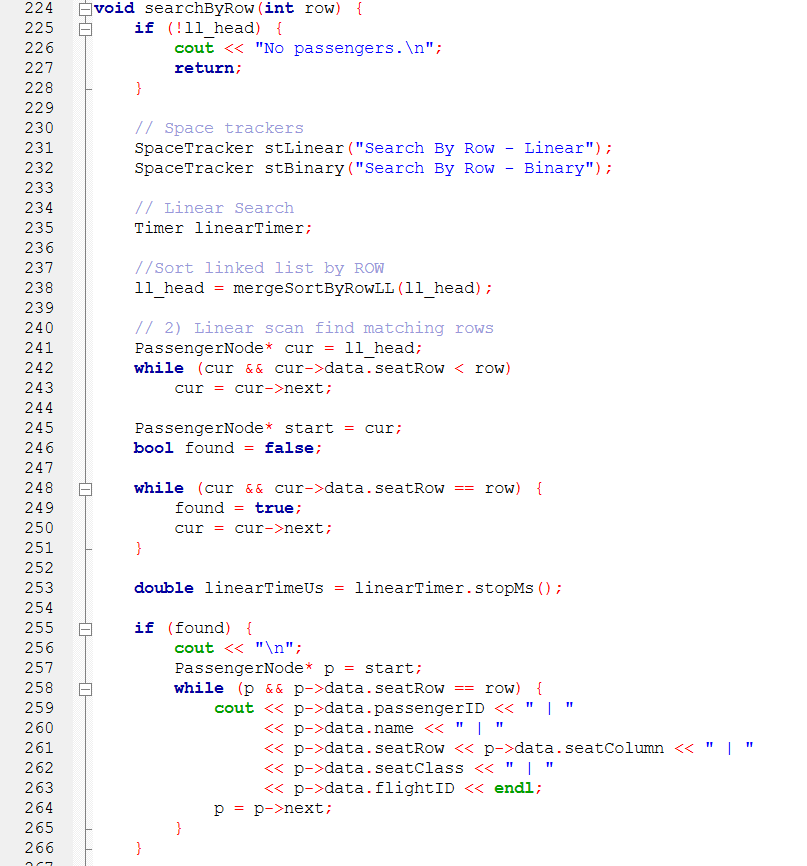 224 void searchByRow(int row) {
225     if (!ll_head) {
226         cout << "No passengers.\n";
227         return;
228     }
229
230     // Space trackers
231     SpaceTracker stLinear("Search By Row - Linear");
232     SpaceTracker stBinary("Search By Row - Binary");
233
234     // Linear Search
235     Timer linearTimer;
236
237     //Sort linked list by ROW
238     ll_head = mergeSortByRowLL(ll_head);
239
240     // 2) Linear scan find matching rows
241     PassengerNode* cur = ll_head;
242     while (cur && cur->data.seatRow < row)
243         cur = cur->next;
244
245     PassengerNode* start = cur;
246     bool found = false;
247
248     while (cur && cur->data.seatRow == row) {
249         found = true;
250         cur = cur->next;
251     }
252
253     double linearTimeUs = linearTimer.stopMs();
254
255     if (found) {
256         cout << "\n";
257         PassengerNode* p = start;
258         while (p && p->data.seatRow == row) {
259             cout << p->data.passengerID << " | "
260                  << p->data.name << " | "
261                  << p->data.seatRow << p->data.seatColumn << " | "
262                  << p->data.seatClass << " | "
263                  << p->data.flightID << endl;
264             p = p->next;
265         }
266     }